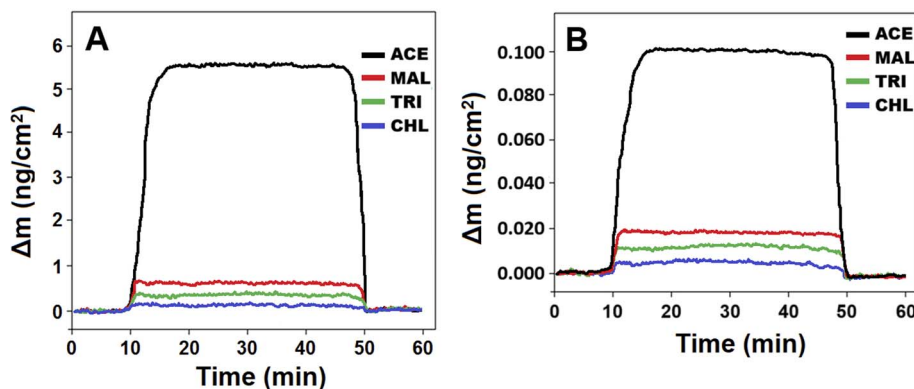 A
ACE
MAL
TRI
CHL
Δm (ng/cm²)
6
5
4
3
2
1
0
0 10 20 30 40 50 60
Time (min)
B
ACE
MAL
TRI
CHL
Δm (ng/cm²)
0.100
0.080
0.060
0.040
0.020
0.000
0 10 20 30 40 50 60
Time (min)